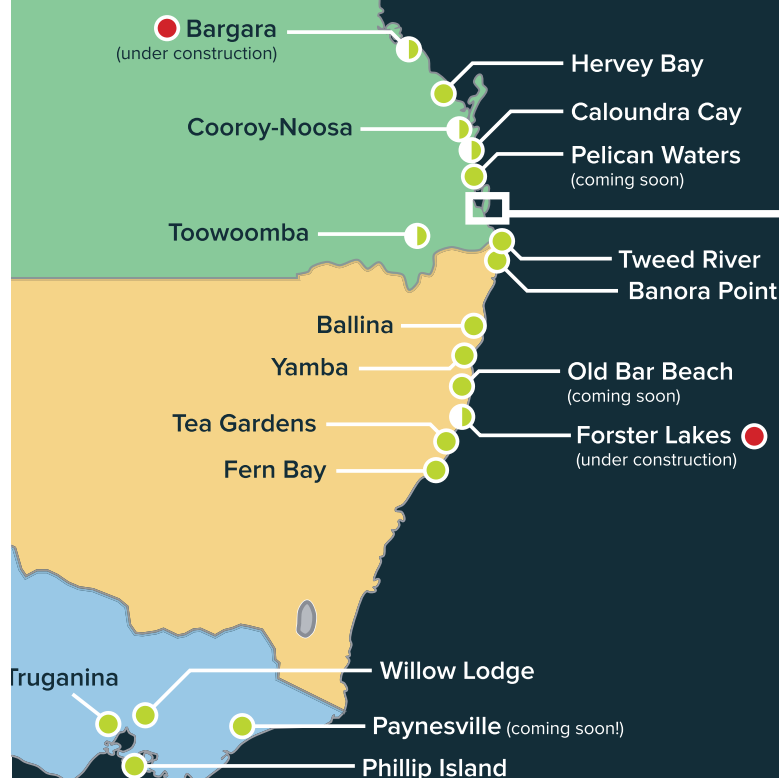 Bargara
(under construction)
Hervey Bay
Caloundra Cay
Cooroy-Noosa
Pelican Waters
(coming soon)
Toowoomba
Tweed River
Banora Point
Ballina
Yamba
Old Bar Beach
(coming soon)
Tea Gardens
Forster Lakes
(under construction)
Fern Bay
Willow Lodge
Truganina
Paynesville (coming soon!)
Phillip Island